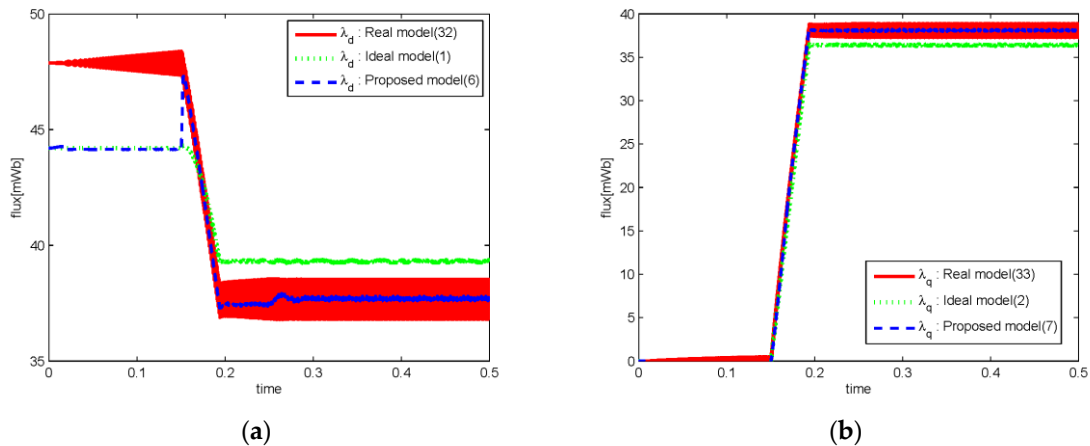 50
45
40
35
flux[mWb]
0
0.1
0.2
0.3
0.4
0.5
time
λd : Real model(32)
λd : Ideal model(1)
λd : Proposed model(6)
(a)
40
35
30
25
20
15
10
5
0
flux[mWb]
0
0.1
0.2
0.3
0.4
0.5
time
λq : Real model(33)
λq : Ideal model(2)
λq : Proposed model(7)
(b)